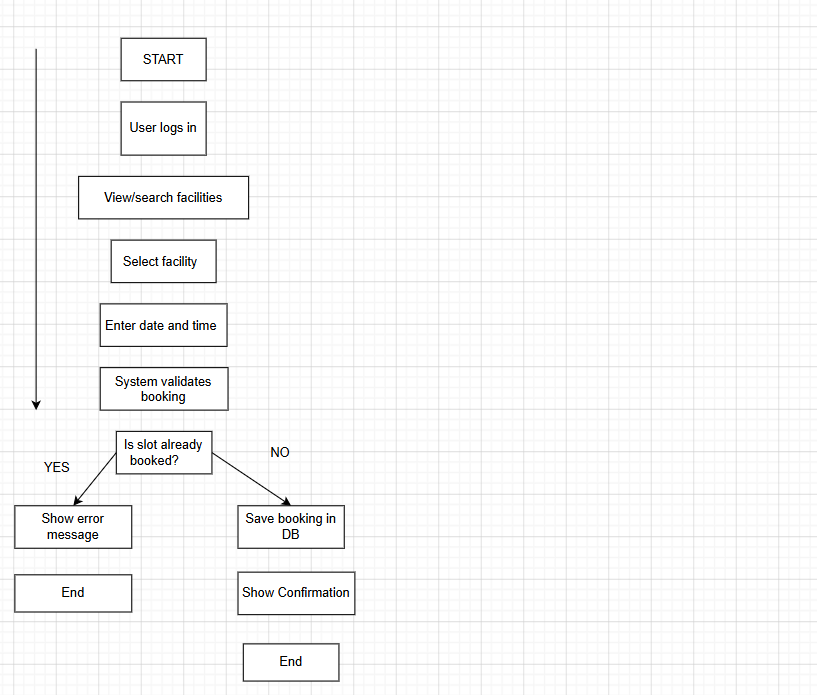 START
User logs in
View/search facilities
Select facility
Enter date and time
System validates
booking
Is slot already
booked?
YES
NO
Show error
message
Save booking in
DB
End
Show Confirmation
End